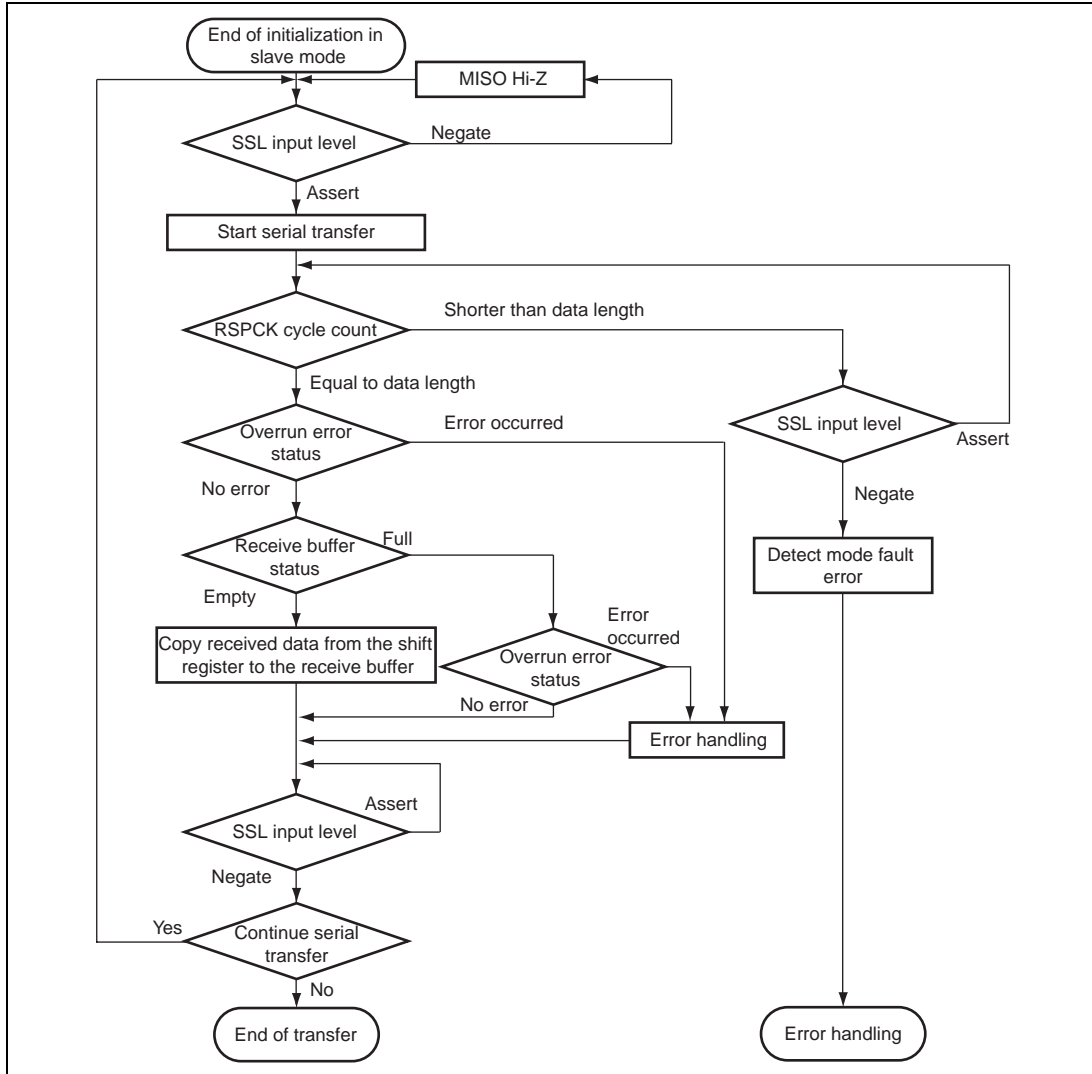 End of initialization in
slave mode
MISO Hi-Z
SSL input level
Negate
Assert
Start serial transfer
RSPCK cycle count
Shorter than data length
Equal to data length
SSL input level
Assert
Overrun error
status
Error occurred
No error
Negate
Receive buffer
status
Full
Detect mode fault
error
Empty
Copy received data from the shift
register to the receive buffer
Error
occurred
Overrun error
status
No error
Error handling
Assert
SSL input level
Negate
Yes
Continue serial
transfer
No
End of transfer
Error handling